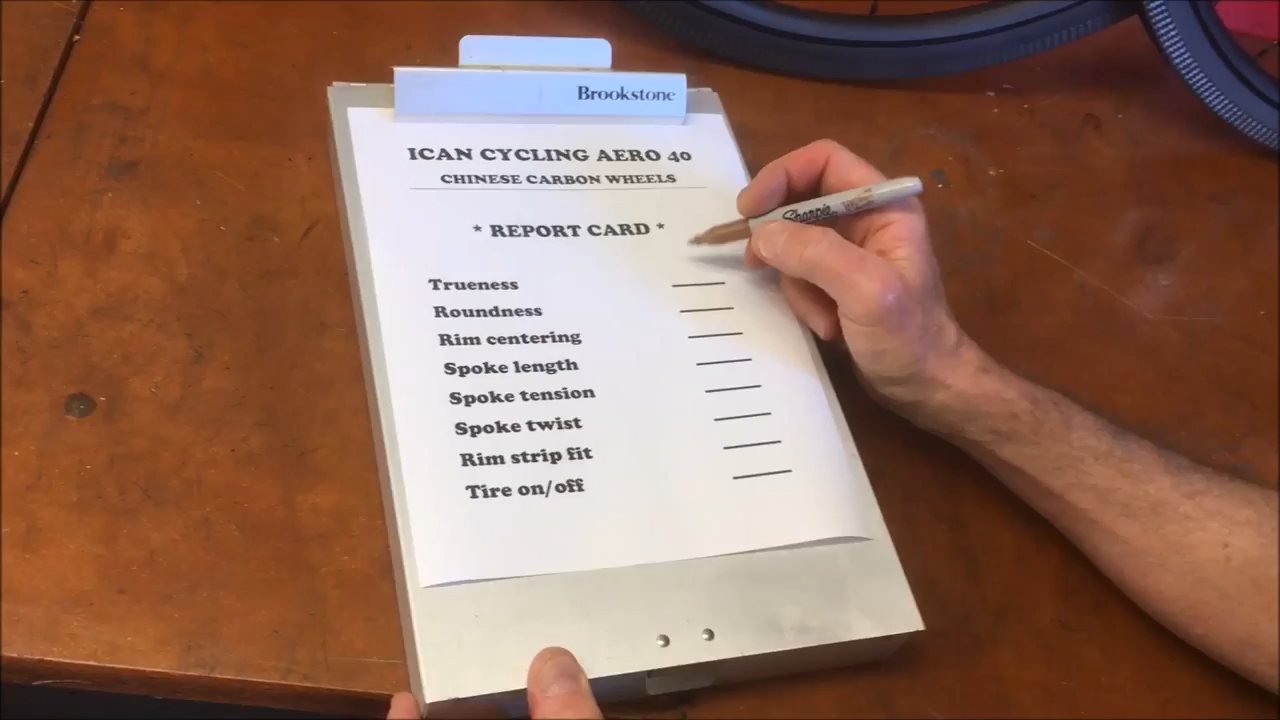 Brookstone
ICAN CYCLING AERO 40
CHINESE CARBON WHEELS
* REPORT CARD *
Sharpie
Trueness
Roundness
Rim centering
Spoke length
Spoke tension
Spoke twist
Rim strip fit
Tire on/off